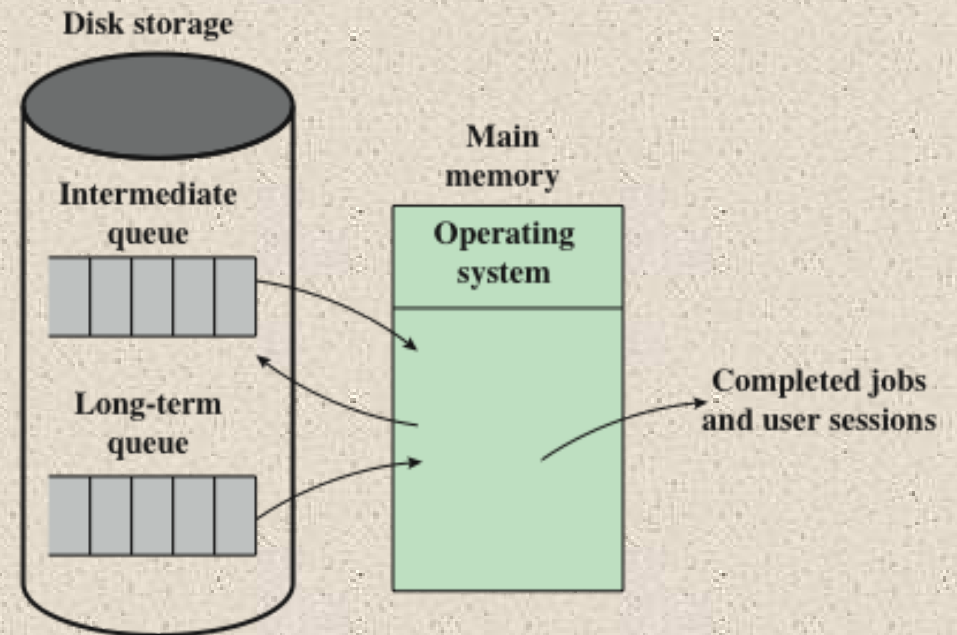 Disk storage
Intermediate
queue
Long-term
queue
Main
memory
Operating
system
Completed jobs
and user sessions